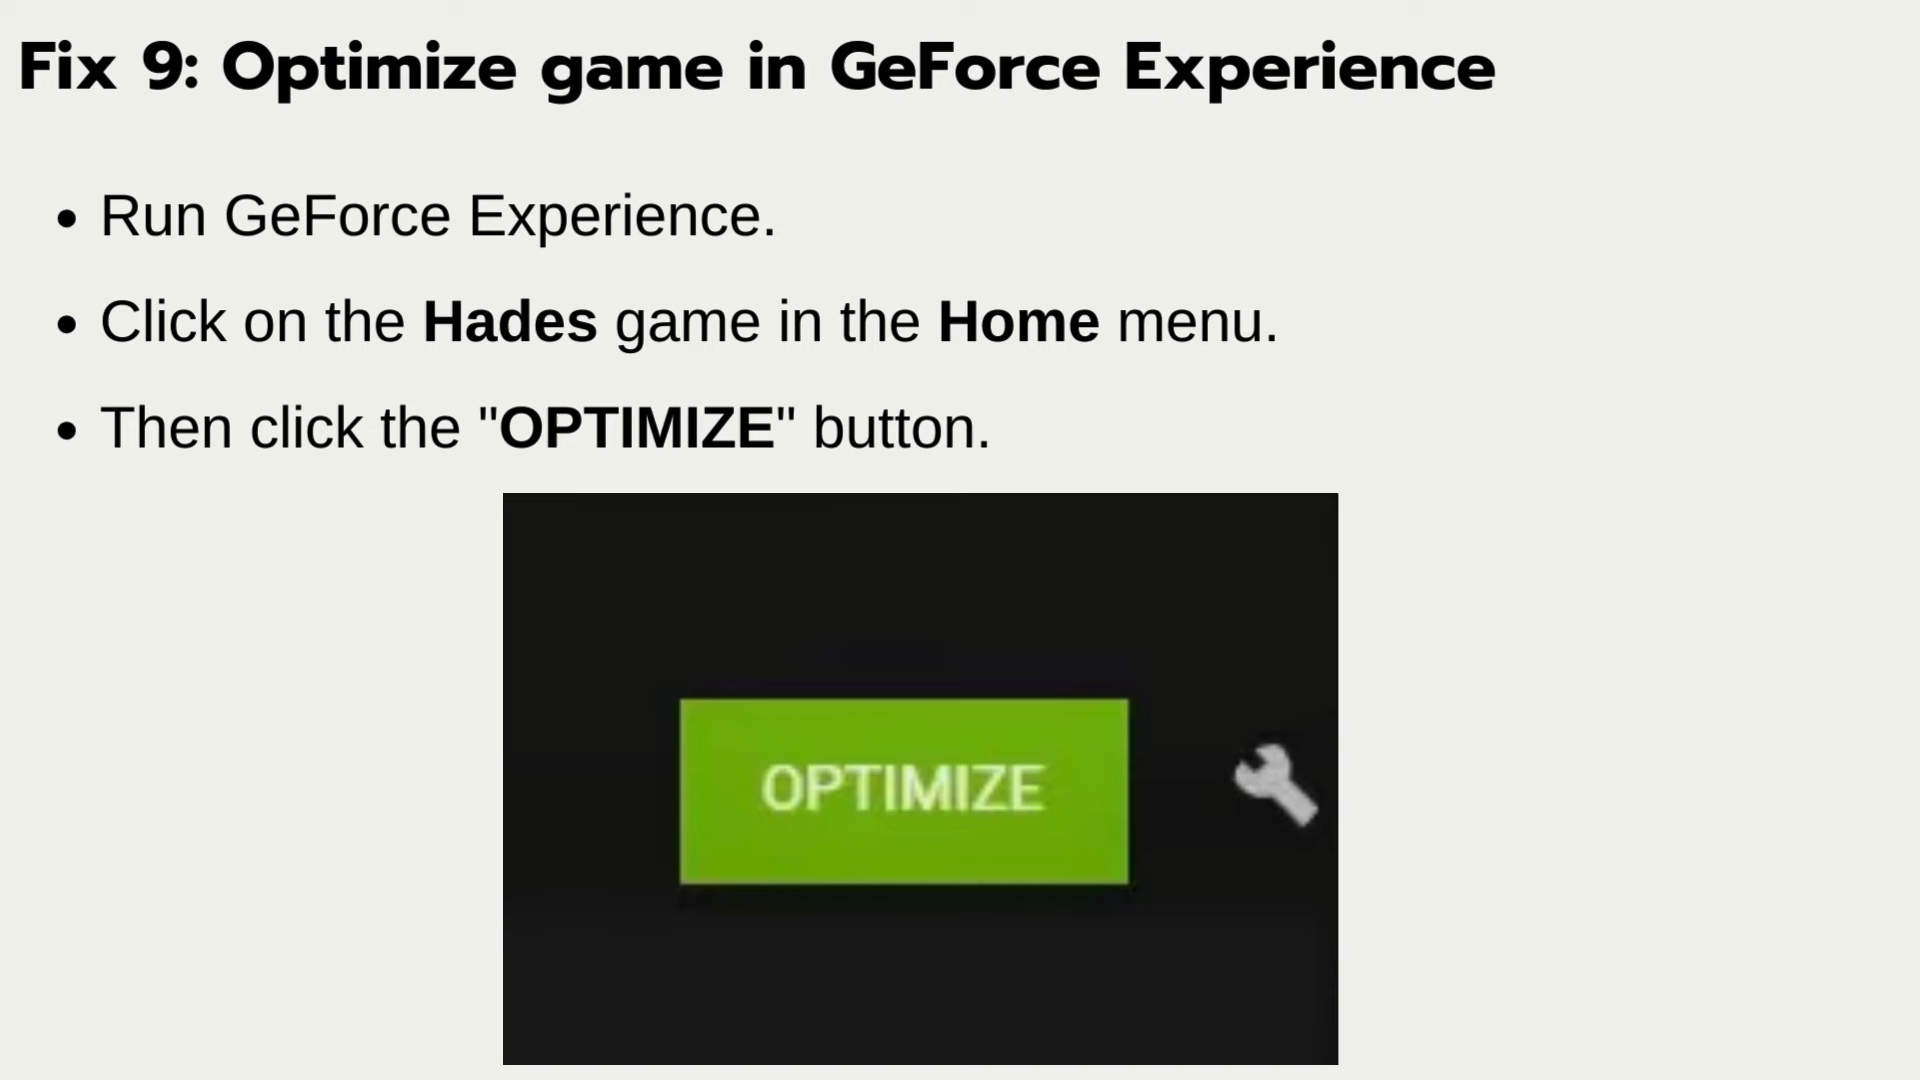 Fix 9: Optimize game in GeForce Experience
• Run GeForce Experience.
• Click on the Hades game in the Home menu.
• Then click the "OPTIMIZE" button.
OPTIMIZE